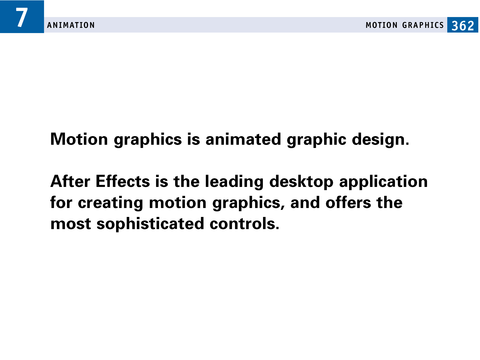 7
ANIMATION
MOTION GRAPHICS 362
Motion graphics is animated graphic design.
After Effects is the leading desktop application
for creating motion graphics, and offers the
most sophisticated controls.